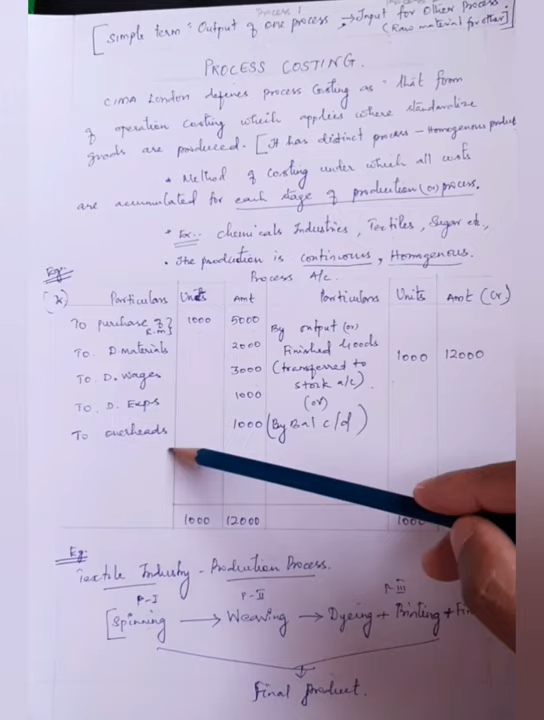 Process I
[Simple term: Output of one process → Input for Other Process
(Raw material for other)]
PROCESS COSTING.
CIMA London defines process Costing as "that form
of operation costing which applies where standardize
goods are produced. [It has distinct process - Homogenous product
* Method of Costing under which all costs
are accumulated for each stage of production (or) process.
* Ex:- Chemicals Industries, Textiles, Sugar etc,
• The production is continuous, Homogenous.
Eg:-
Process A/c.
Particulars Units Amt Particulars Units Amt (Cr)
To purchase of R.m} 1000 5000 By output (or)
To D materials 2000 Finished Goods 1000 12000
To D. wages 3000 (transferred to
stock a/c)
To D. Exps 1000 (or)
To overheads 1000 (By Bal c/d)
1000 12000
Eg:
Textile Industry - Production Process.
P-I P-II P-III
[Spinning → Weaving → Dyeing + Printing +
Final product.